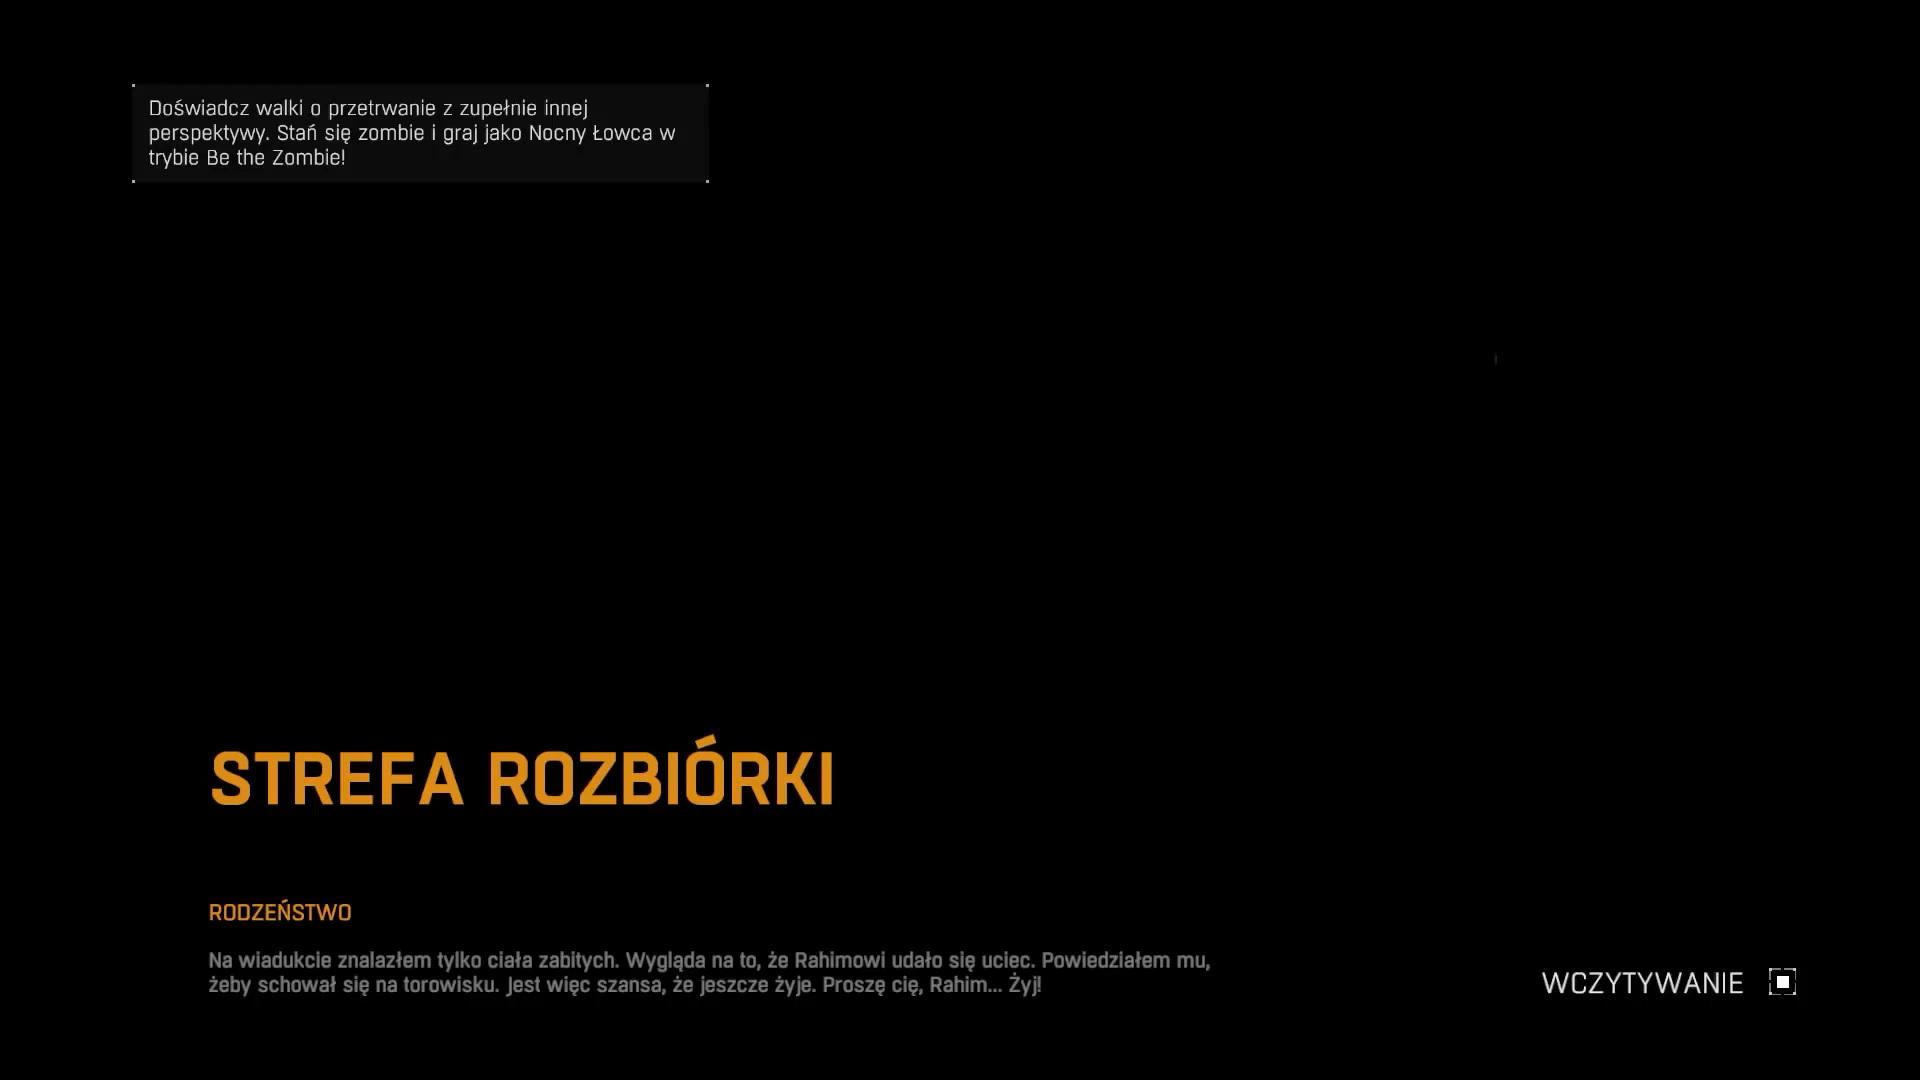 Doświadcz walki o przetrwanie z zupełnie innej
perspektywy. Stań się zombie i graj jako Nocny Łowca w
trybie Be the Zombie!
STREFA ROZBIÓRKI
RODZEŃSTWO
Na wiadukcie znalazłem tylko ciała zabitych. Wygląda na to, że Rahimowi udało się uciec. Powiedziałem mu,
żeby schował się na torowisku. Jest więc szansa, że jeszcze żyje. Proszę cię, Rahim... Żyj!
WCZYTYWANIE